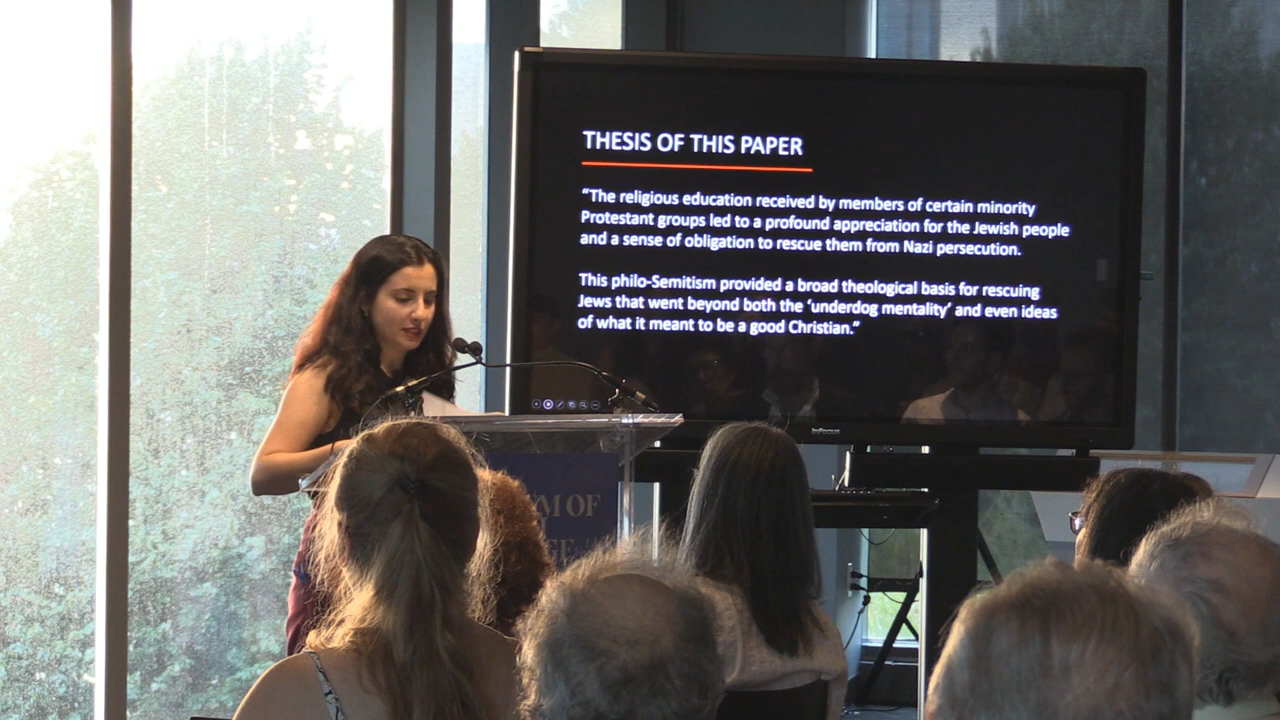 THESIS OF THIS PAPER
“The religious education received by members of certain minority
Protestant groups led to a profound appreciation for the Jewish people
and a sense of obligation to rescue them from Nazi persecution.
This philo-Semitism provided a broad theological basis for rescuing
Jews that went beyond both the ‘underdog mentality’ and even ideas
of what it meant to be a good Christian.”
InFocus
OF